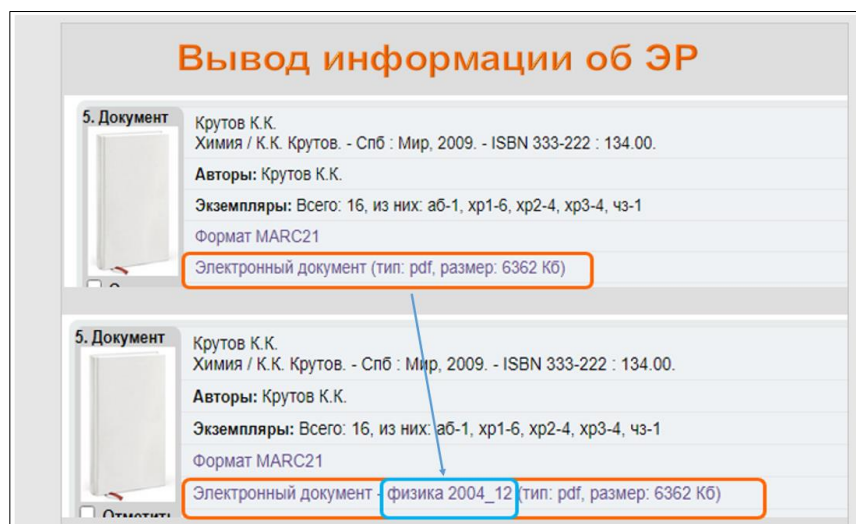 Вывод информации об ЭР
5. Документ
Крутов К.К.
Химия / К.К. Крутов. - Спб : Мир, 2009. - ISBN 333-222 : 134.00.
Авторы: Крутов К.К.
Экземпляры: Всего: 16, из них: аб-1, хр1-6, хр2-4, хр3-4, чз-1
Формат MARC21
Электронный документ (тип: pdf, размер: 6362 Кб)
5. Документ
Крутов К.К.
Химия / К.К. Крутов. - Спб : Мир, 2009. - ISBN 333-222 : 134.00.
Авторы: Крутов К.К.
Экземпляры: Всего: 16, из них: аб-1, хр1-6, хр2-4, хр3-4, чз-1
Формат MARC21
Электронный документ - физика 2004_12 (тип: pdf, размер: 6362 Кб)
Отметить